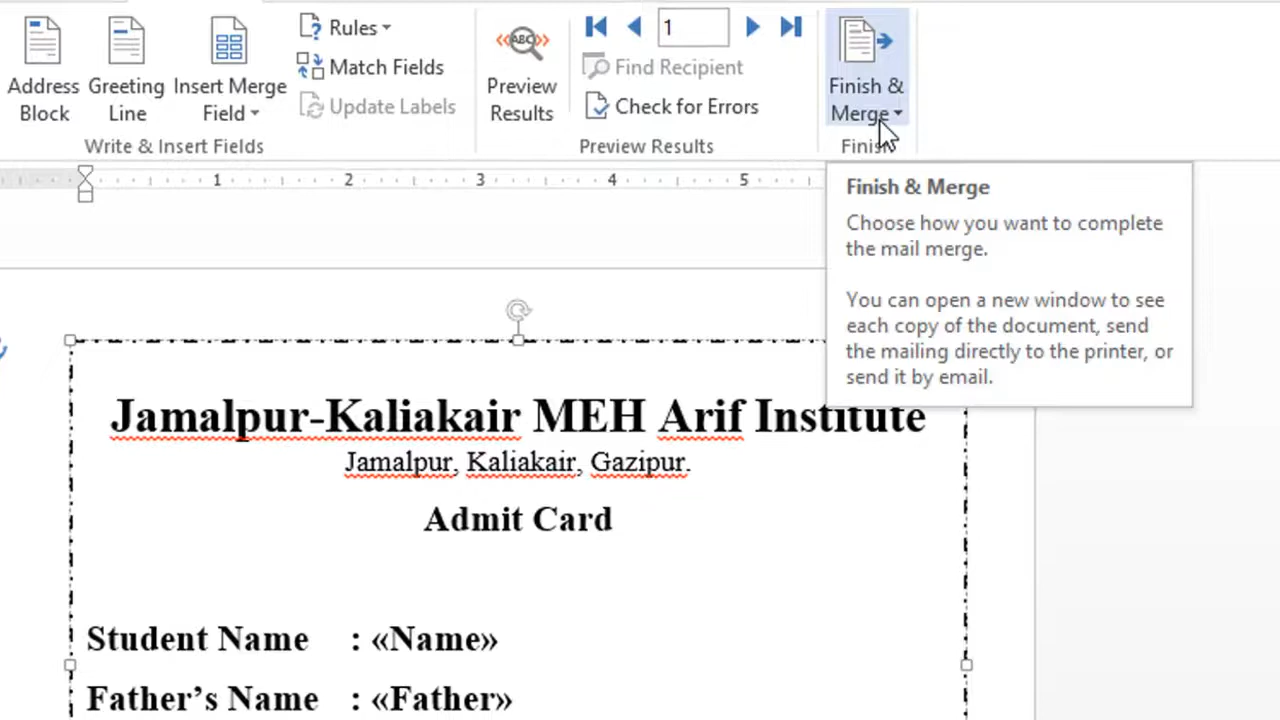 Address Block
Greeting Line
Insert Merge Field
Rules
Match Fields
Update Labels
Write & Insert Fields
ABC
Preview Results
1
Find Recipient
Check for Errors
Preview Results
Finish & Merge
Finish
1 2 3 4 5
Finish & Merge
Choose how you want to complete
the mail merge.
You can open a new window to see
each copy of the document, send
the mailing directly to the printer, or
send it by email.
Jamalpur-Kaliakair MEH Arif Institute
Jamalpur, Kaliakair, Gazipur.
Admit Card
Student Name : «Name»
Father’s Name : «Father»